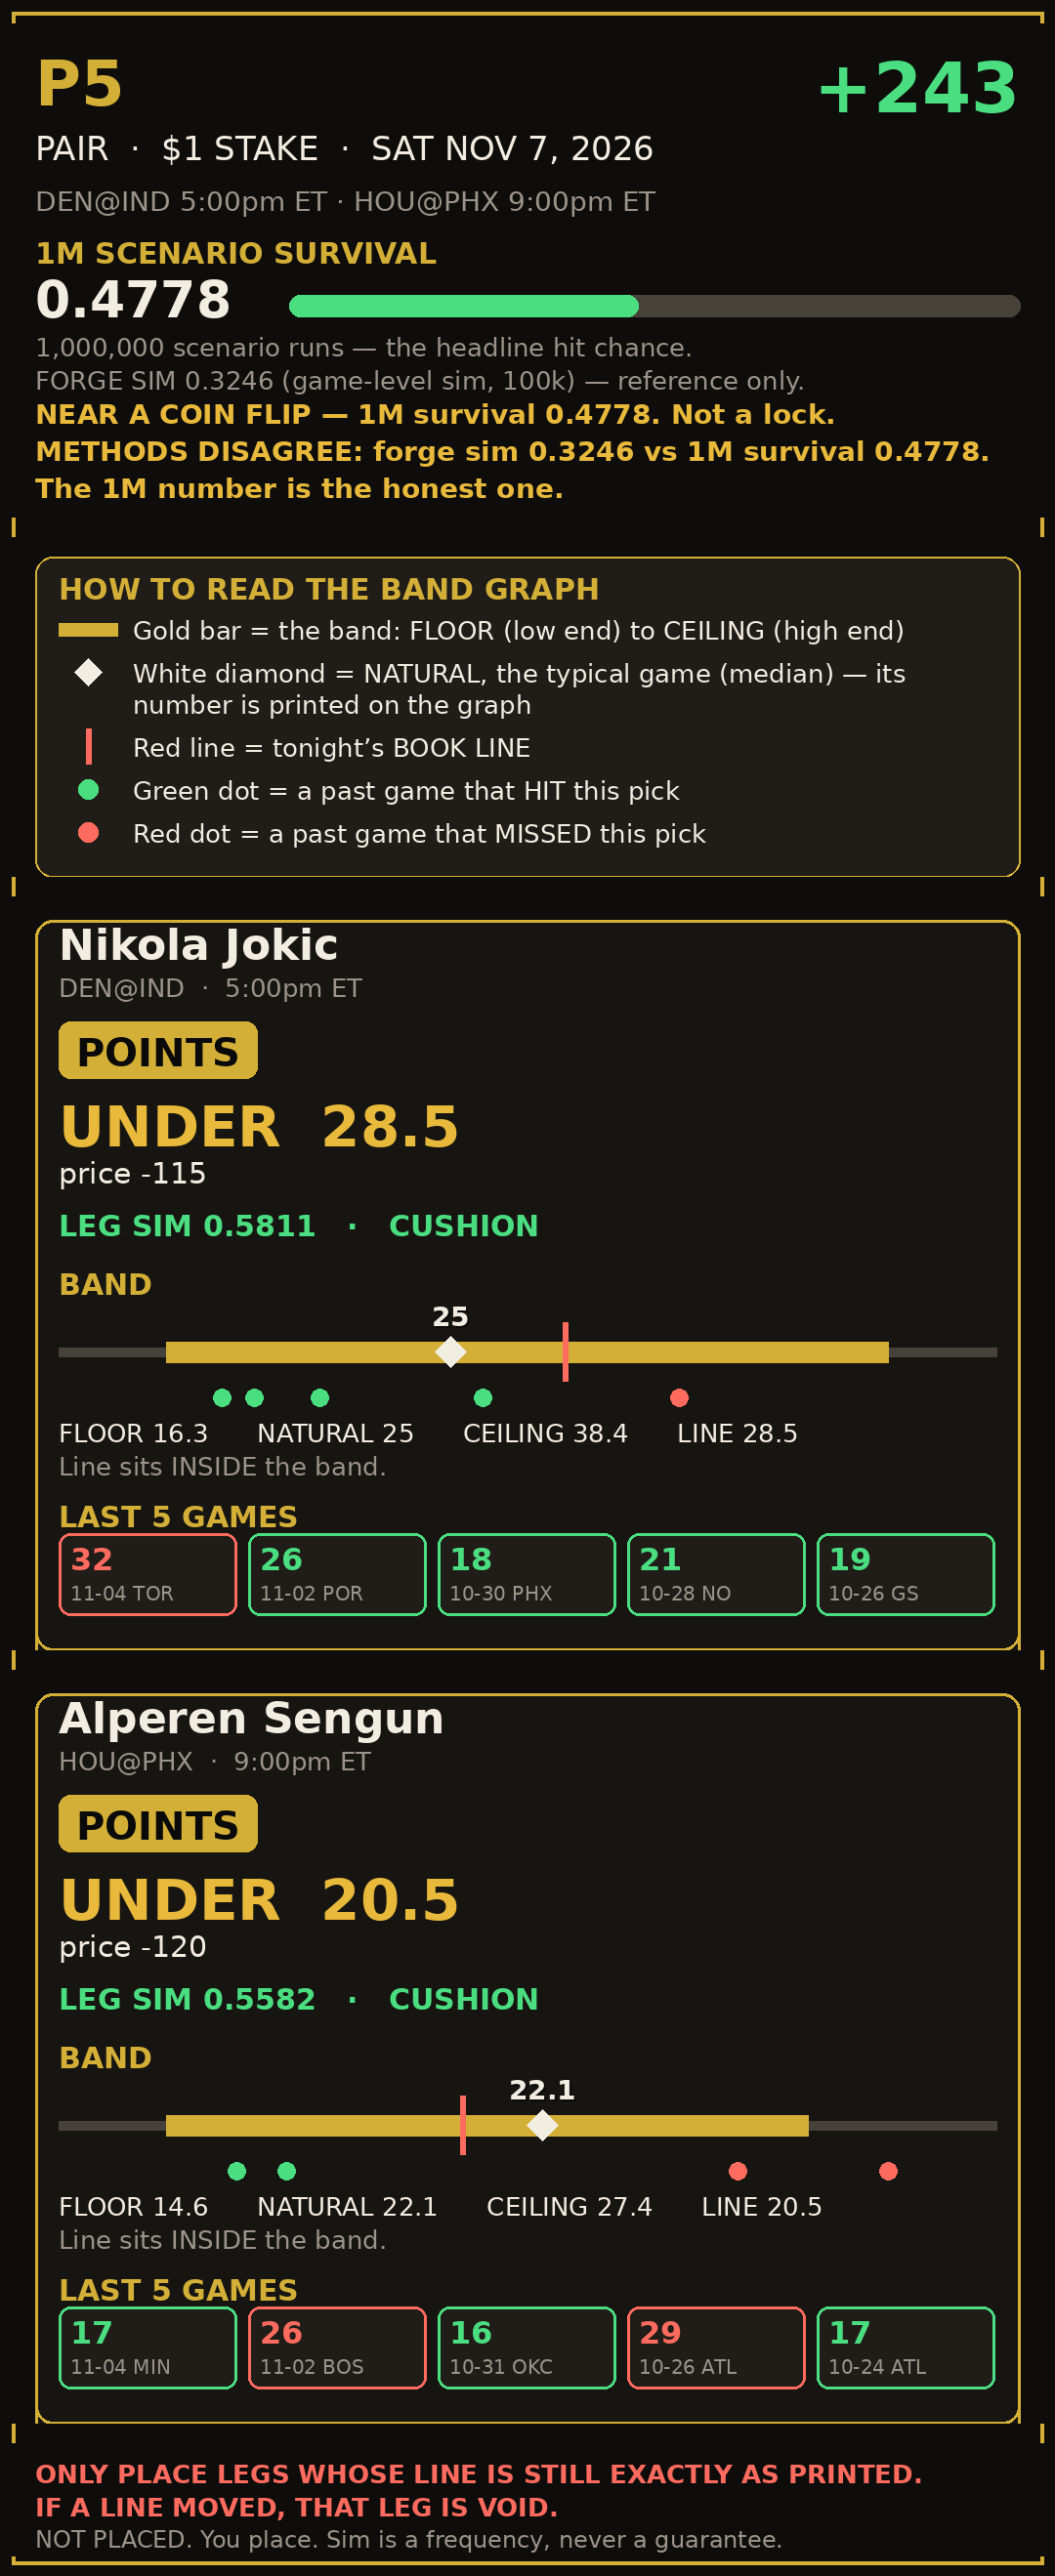 P5
+243
PAIR · $1 STAKE · SAT NOV 7, 2026
DEN@IND 5:00pm ET · HOU@PHX 9:00pm ET
1M SCENARIO SURVIVAL
0.4778
1,000,000 scenario runs — the headline hit chance.
FORGE SIM 0.3246 (game-level sim, 100k) — reference only.
NEAR A COIN FLIP — 1M survival 0.4778. Not a lock.
METHODS DISAGREE: forge sim 0.3246 vs 1M survival 0.4778.
The 1M number is the honest one.
HOW TO READ THE BAND GRAPH
Gold bar = the band: FLOOR (low end) to CEILING (high end)
White diamond = NATURAL, the typical game (median) — its
number is printed on the graph
Red line = tonight’s BOOK LINE
Green dot = a past game that HIT this pick
Red dot = a past game that MISSED this pick
Nikola Jokic
DEN@IND · 5:00pm ET
POINTS
UNDER 28.5
price -115
LEG SIM 0.5811 · CUSHION
BAND
25
FLOOR 16.3 NATURAL 25 CEILING 38.4 LINE 28.5
Line sits INSIDE the band.
LAST 5 GAMES
32 26 18 21 19
11-04 TOR 11-02 POR 10-30 PHX 10-28 NO 10-26 GS
Alperen Sengun
HOU@PHX · 9:00pm ET
POINTS
UNDER 20.5
price -120
LEG SIM 0.5582 · CUSHION
BAND
22.1
FLOOR 14.6 NATURAL 22.1 CEILING 27.4 LINE 20.5
Line sits INSIDE the band.
LAST 5 GAMES
17 26 16 29 17
11-04 MIN 11-02 BOS 10-31 OKC 10-26 ATL 10-24 ATL
ONLY PLACE LEGS WHOSE LINE IS STILL EXACTLY AS PRINTED.
IF A LINE MOVED, THAT LEG IS VOID.
NOT PLACED. You place. Sim is a frequency, never a guarantee.